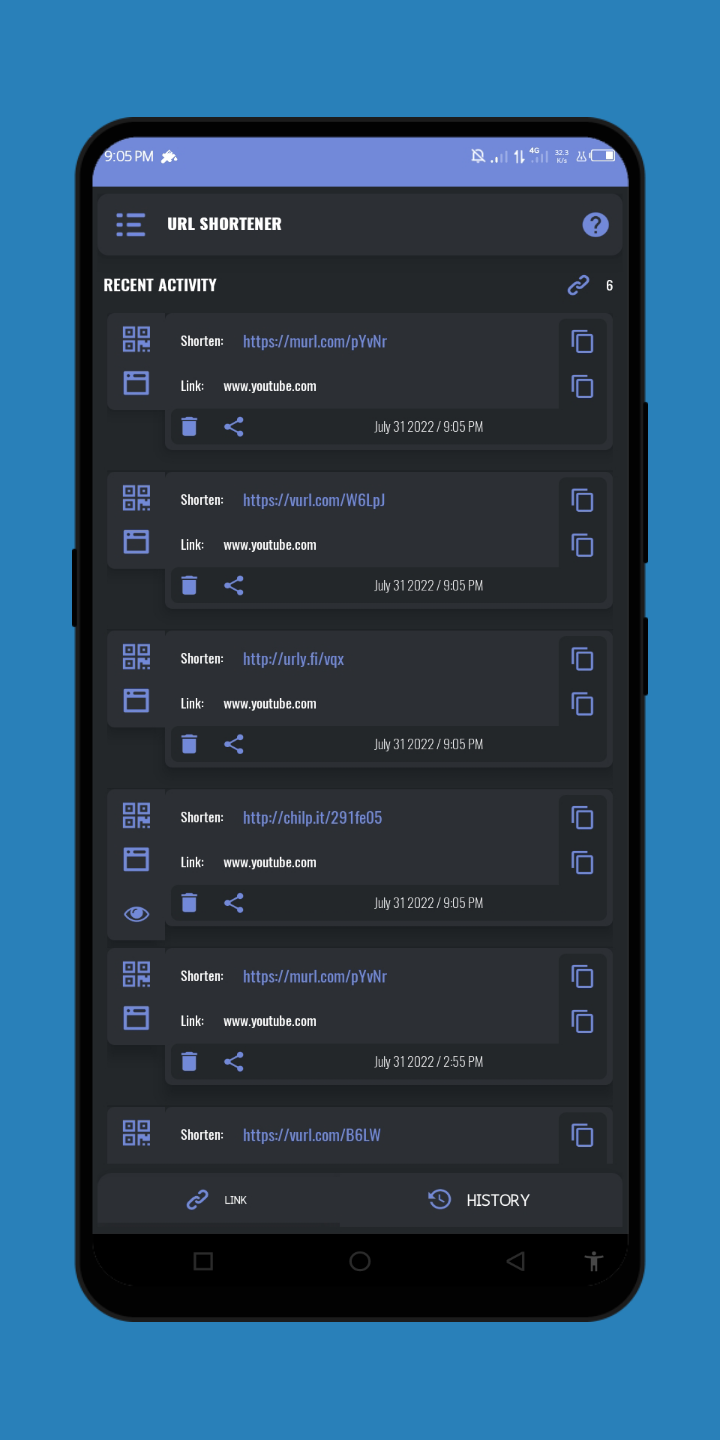 9:05 PM 4G 32.3 K/s
URL SHORTENER
RECENT ACTIVITY 6
Shorten: https://murl.com/pYvNr
Link: www.youtube.com
July 31 2022 / 9:05 PM
Shorten: https://vurl.com/W6LpJ
Link: www.youtube.com
July 31 2022 / 9:05 PM
Shorten: http://urly.fi/vqx
Link: www.youtube.com
July 31 2022 / 9:05 PM
Shorten: http://chilp.it/291fe05
Link: www.youtube.com
July 31 2022 / 9:05 PM
Shorten: https://murl.com/pYvNr
Link: www.youtube.com
July 31 2022 / 2:55 PM
Shorten: https://vurl.com/B6LW
LINK HISTORY